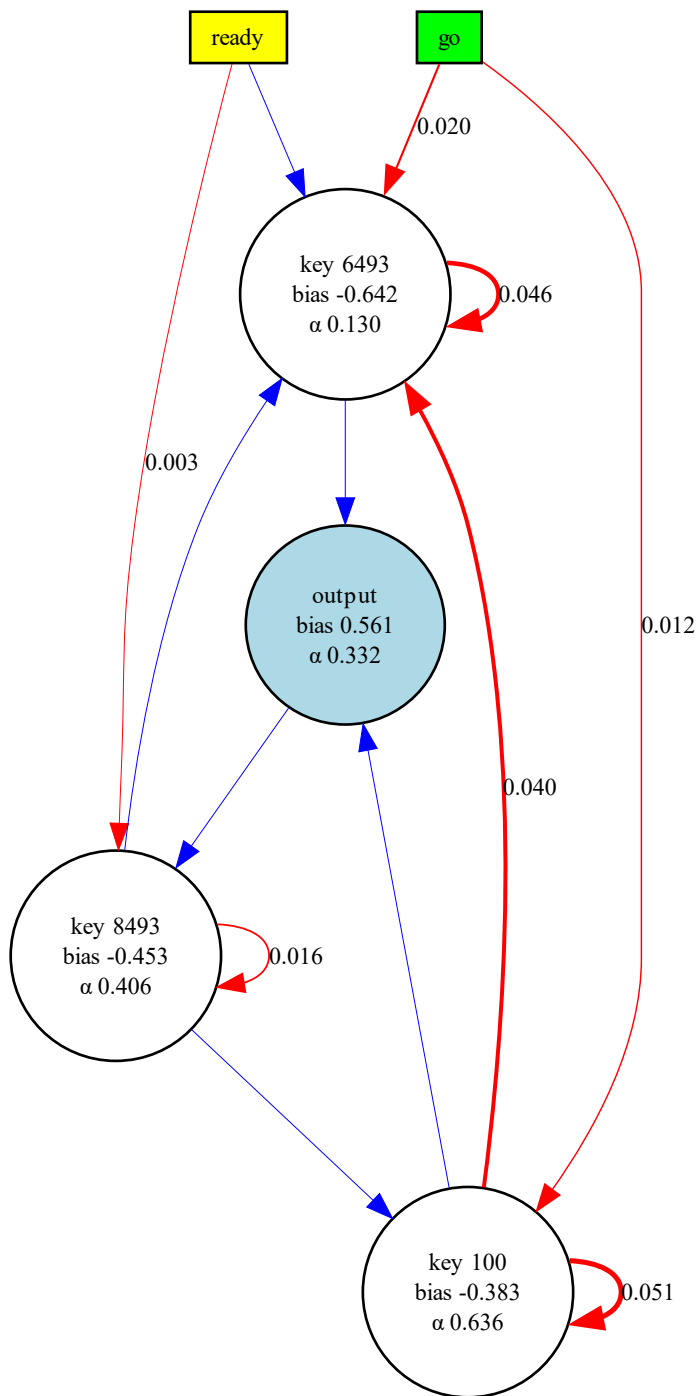 ready
go
0.020
key 6493
bias -0.642
α 0.130
0.046
0.003
output
bias 0.561
α 0.332
0.012
0.040
key 8493
bias -0.453
α 0.406
0.016
key 100
bias -0.383
α 0.636
0.051